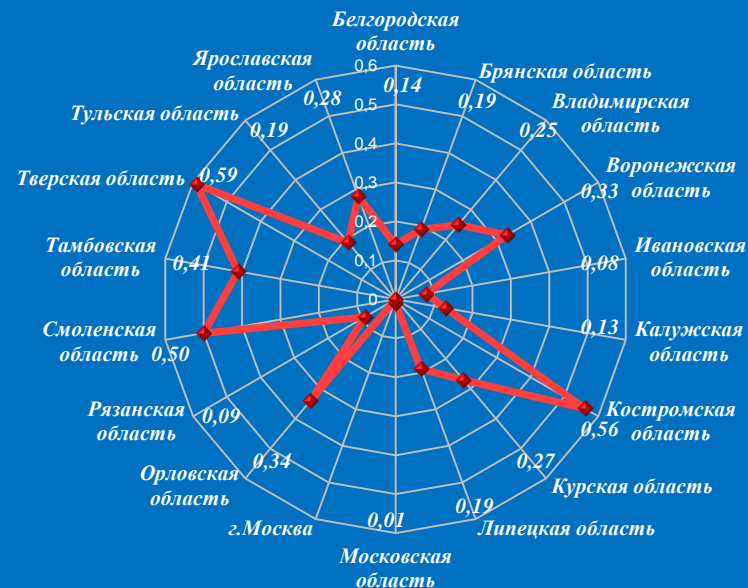 Белгородская
область
0,14
Брянская область
0,19
Владимирская
область
0,25
Воронежская
область
0,33
Ивановская
область
0,08
Калужская
область
0,13
Костромская
область
0,56
Курская область
0,27
Липецкая область
0,19
Московская
область
0,01
г.Москва
Орловская
область
0,34
Рязанская
область
0,09
Смоленская
область
0,50
Тамбовская
область
0,41
Тверская область
0,59
Тульская область
0,19
Ярославская
область
0,28
0,6
0,5
0,4
0,3
0,2
0,1
0